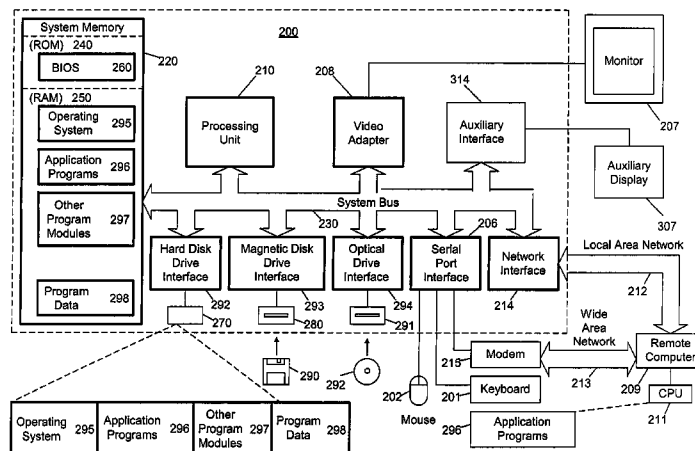 System Memory
(ROM) 240
BIOS 260
220
(RAM) 250
Operating System 295
Application Programs 296
Other Program Modules 297
Program Data 298
200
210
Processing Unit
208
Video Adapter
314
Auxiliary Interface
Monitor
207
Auxiliary Display
307
System Bus
230
206
Hard Disk Drive Interface
292
Magnetic Disk Drive Interface
293
Optical Drive Interface
294
Serial Port Interface
Network Interface
214
Local Area Network
212
270
280
291
290
292
202
Mouse
Wide Area Network
213
215
Modem
201
Keyboard
Remote Computer
209
CPU
211
296
Application Programs
Operating System 295
Application Programs 296
Other Program Modules 297
Program Data 298